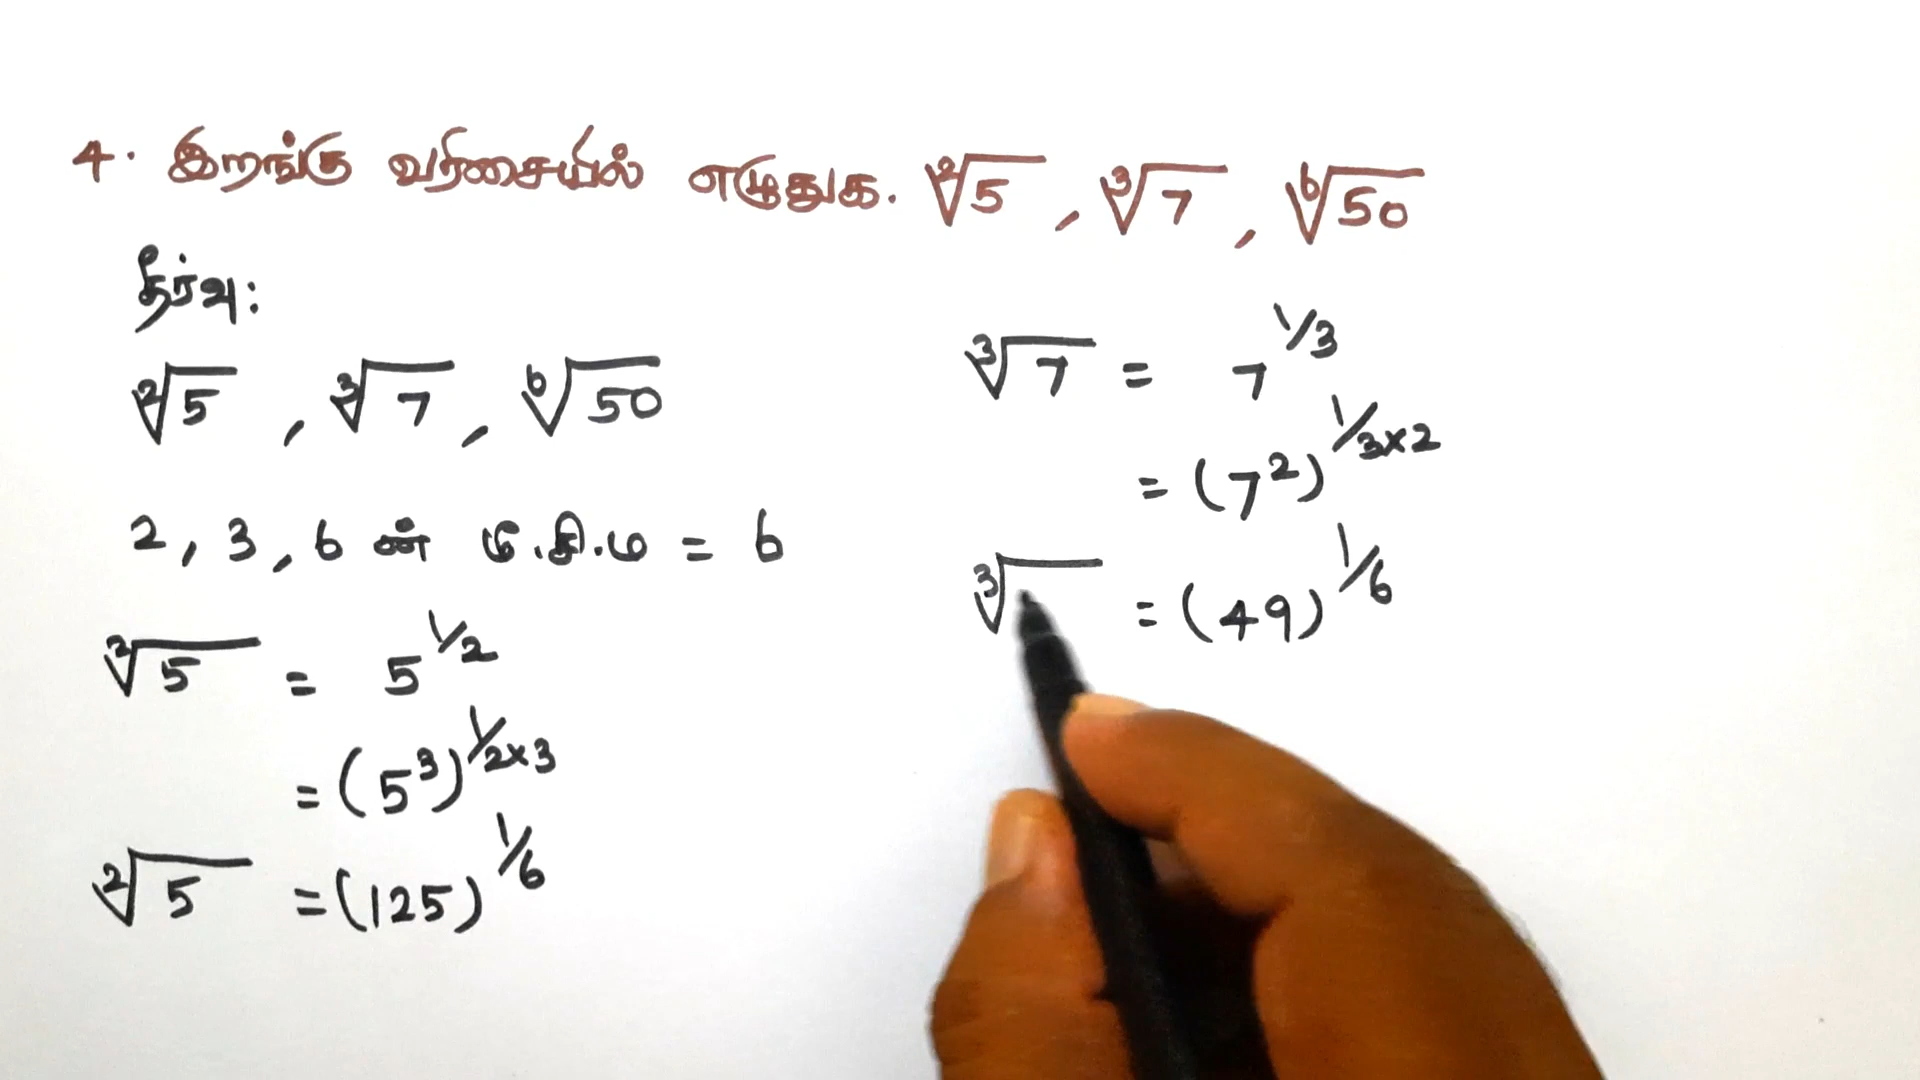 4. இறங்கு வரிசையில் எழுதுக. ²√5 , ³√7 , ⁶√50
தீர்வு:
²√5 , ³√7 , ⁶√50
2, 3, 6 ன் மீ.சி.ம = 6
²√5 = 5^1/2
= (5³)^1/2×3
²√5 = (125)^1/6
³√7 = 7^1/3
= (7²)^1/3×2
³√ = (49)^1/6